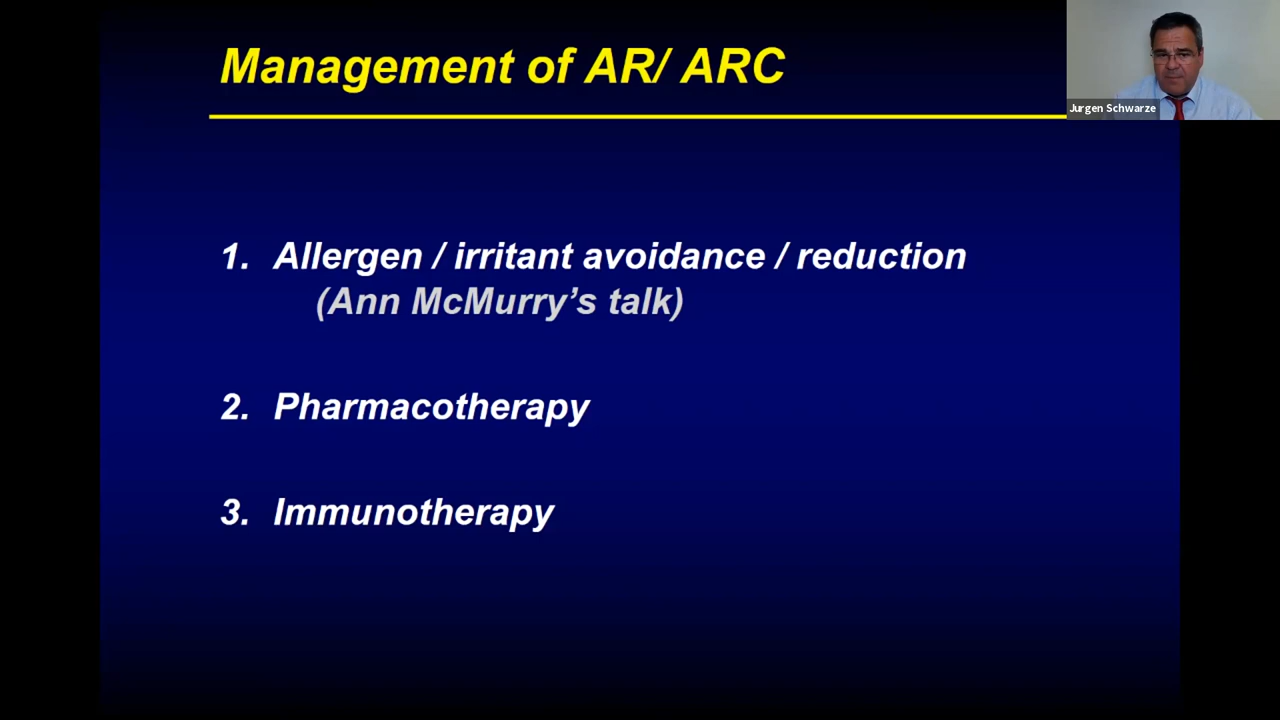 Management of AR/ ARC
Jurgen Schwarze
1. Allergen / irritant avoidance / reduction
(Ann McMurry’s talk)
2. Pharmacotherapy
3. Immunotherapy